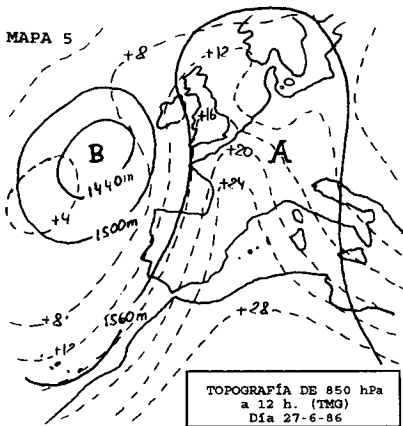 MAPA 5
+8
+12
+16
B
A
+20
1440m
+24
+4
1500m
+8
1560m
+28
+12
TOPOGRAFÍA DE 850 hPa
a 12 h. (TMG)
Día 27-6-86